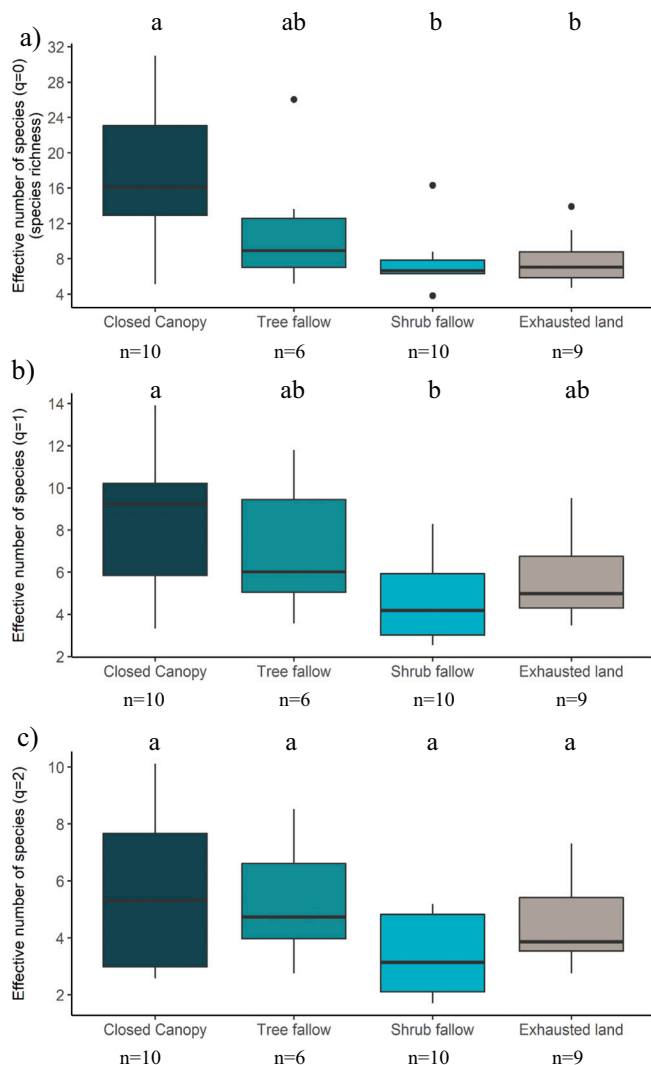 a ab b b
a)
32
28
24
20
16
12
8
4
Effective number of species (q=0)
(species richness)
Closed Canopy Tree fallow Shrub fallow Exhausted land
n=10 n=6 n=10 n=9
b)
a ab b ab
14
12
10
8
6
4
2
Effective number of species (q=1)
Closed Canopy Tree fallow Shrub fallow Exhausted land
n=10 n=6 n=10 n=9
c)
a a a a
10
8
6
4
2
Effective number of species (q=2)
Closed Canopy Tree fallow Shrub fallow Exhausted land
n=10 n=6 n=10 n=9